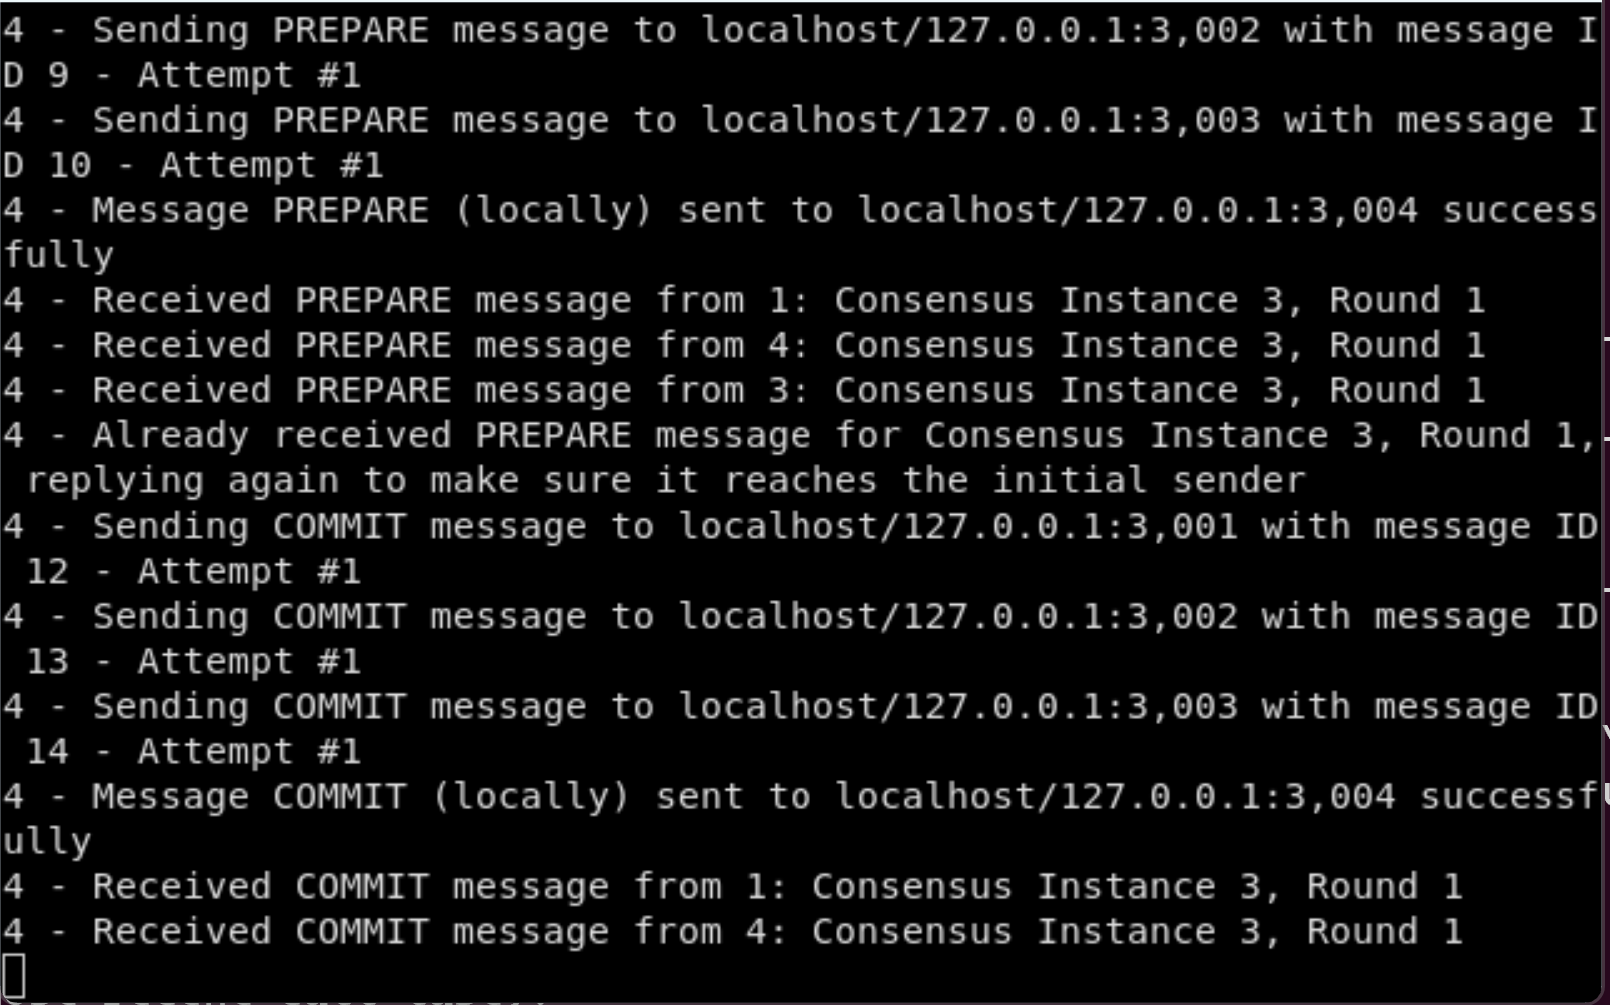 4 - Sending PREPARE message to localhost/127.0.0.1:3,002 with message I
D 9 - Attempt #1
4 - Sending PREPARE message to localhost/127.0.0.1:3,003 with message I
D 10 - Attempt #1
4 - Message PREPARE (locally) sent to localhost/127.0.0.1:3,004 success
fully
4 - Received PREPARE message from 1: Consensus Instance 3, Round 1
4 - Received PREPARE message from 4: Consensus Instance 3, Round 1
4 - Received PREPARE message from 3: Consensus Instance 3, Round 1
4 - Already received PREPARE message for Consensus Instance 3, Round 1,
 replying again to make sure it reaches the initial sender
4 - Sending COMMIT message to localhost/127.0.0.1:3,001 with message ID
 12 - Attempt #1
4 - Sending COMMIT message to localhost/127.0.0.1:3,002 with message ID
 13 - Attempt #1
4 - Sending COMMIT message to localhost/127.0.0.1:3,003 with message ID
 14 - Attempt #1
4 - Message COMMIT (locally) sent to localhost/127.0.0.1:3,004 successf
ully
4 - Received COMMIT message from 1: Consensus Instance 3, Round 1
4 - Received COMMIT message from 4: Consensus Instance 3, Round 1